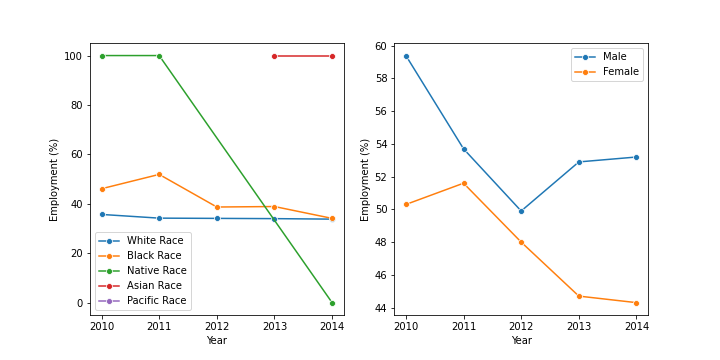 100
80
60
40
20
0
Employment (%)
White Race
Black Race
Native Race
Asian Race
Pacific Race
2010 2011 2012 2013 2014
Year
60
58
56
54
52
50
48
46
44
Employment (%)
Male
Female
2010 2011 2012 2013 2014
Year